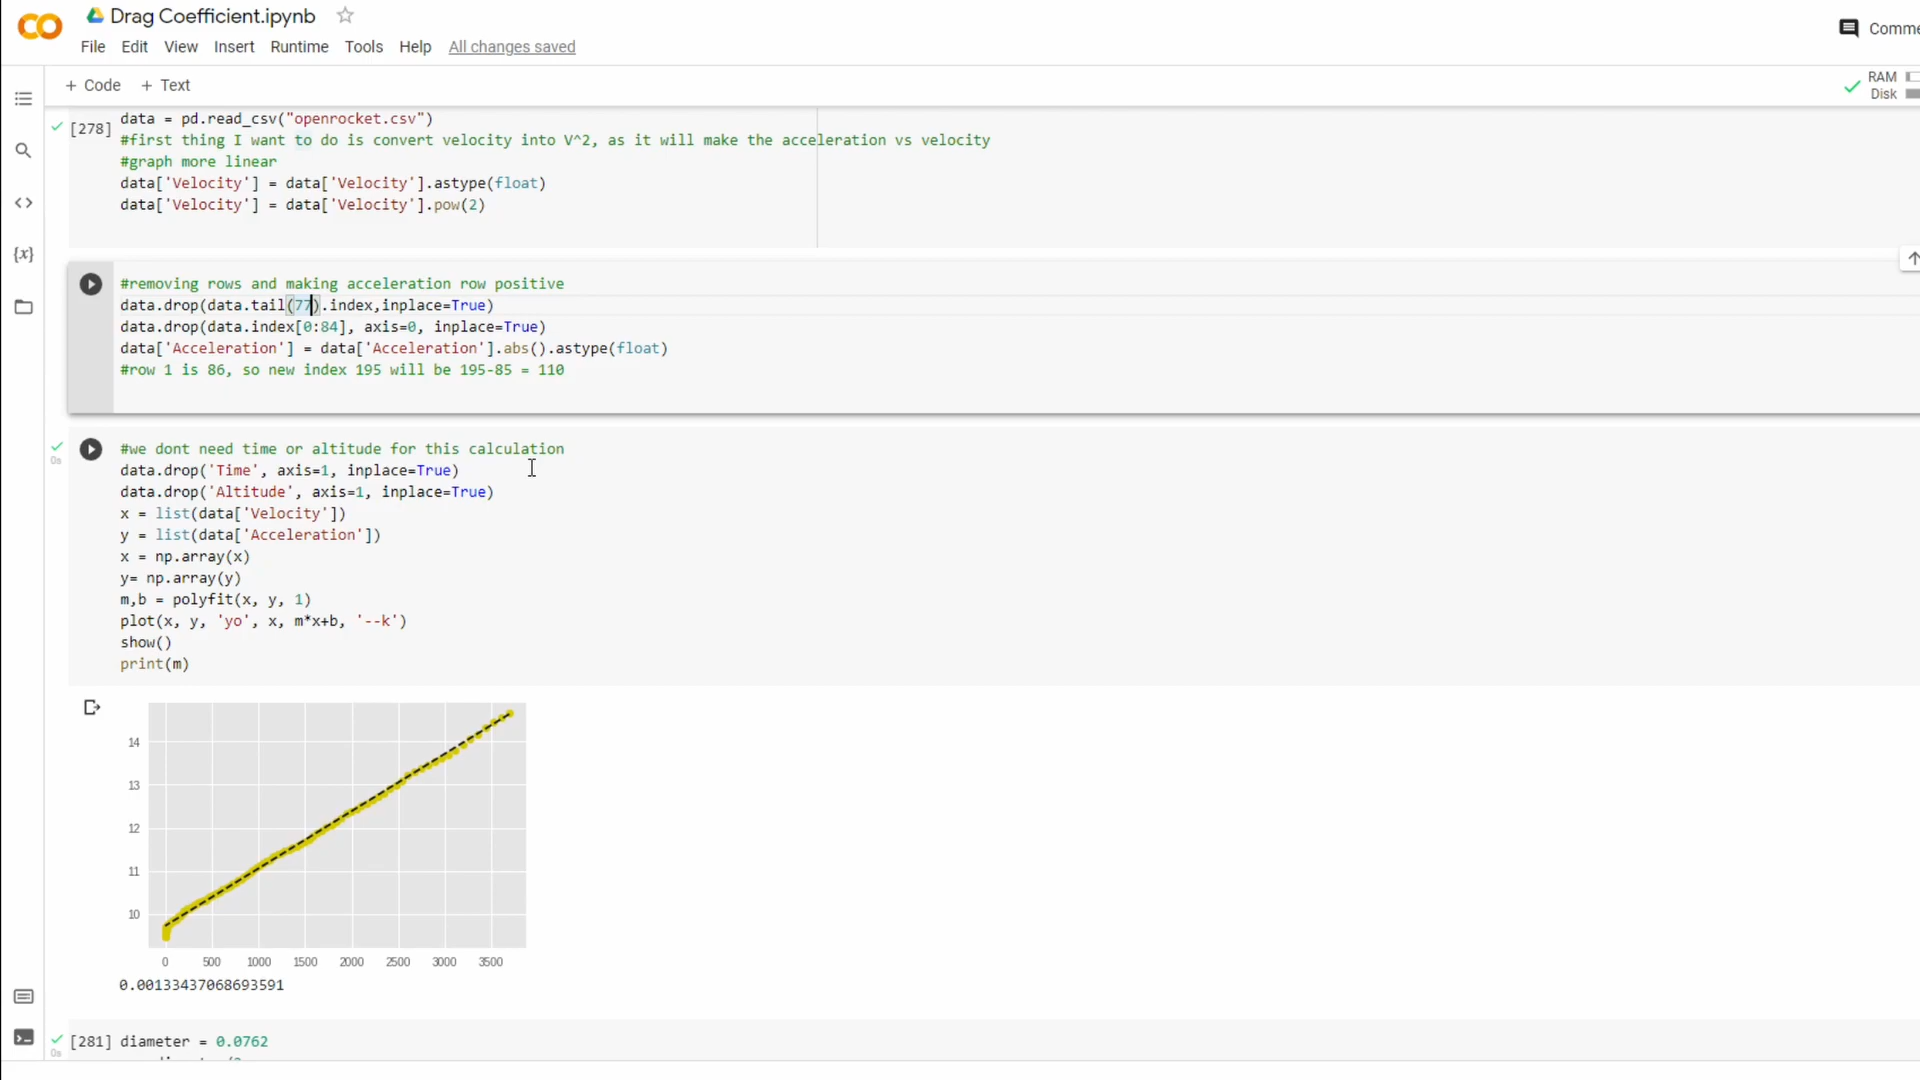 Drag Coefficient.ipynb
File Edit View Insert Runtime Tools Help All changes saved
Comme
+ Code + Text
RAM
Disk
[278]
data = pd.read_csv("openrocket.csv")
#first thing I want to do is convert velocity into V^2, as it will make the acceleration vs velocity
#graph more linear
data['Velocity'] = data['Velocity'].astype(float)
data['Velocity'] = data['Velocity'].pow(2)
{x}
#removing rows and making acceleration row positive
data.drop(data.tail(77).index,inplace=True)
data.drop(data.index[0:84], axis=0, inplace=True)
data['Acceleration'] = data['Acceleration'].abs().astype(float)
#row 1 is 86, so new index 195 will be 195-85 = 110
0s
#we dont need time or altitude for this calculation
data.drop('Time', axis=1, inplace=True)
data.drop('Altitude', axis=1, inplace=True)
x = list(data['Velocity'])
y = list(data['Acceleration'])
x = np.array(x)
y= np.array(y)
m,b = polyfit(x, y, 1)
plot(x, y, 'yo', x, m*x+b, '--k')
show()
print(m)
14
13
12
11
10
0 500 1000 1500 2000 2500 3000 3500
0.00133437068693591
0s
[281] diameter = 0.0762